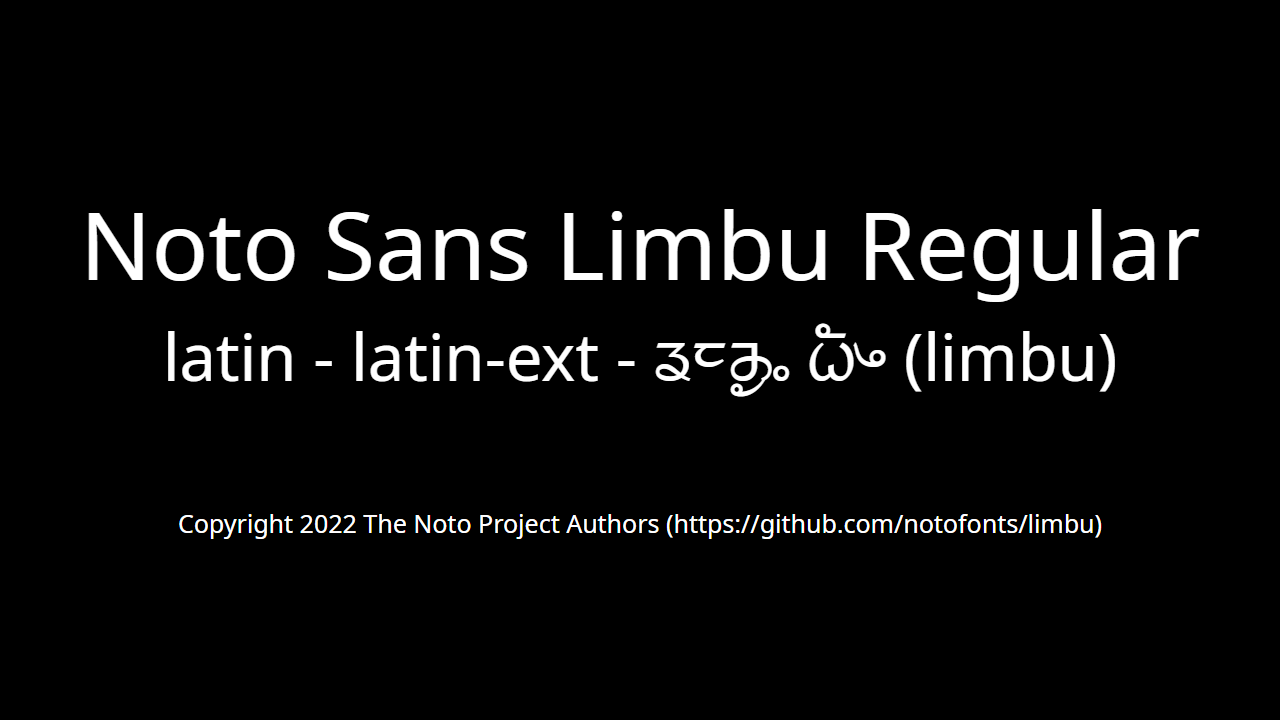 Noto Sans Limbu Regular
latin - latin-ext - ᤕᤰᤌᤢᤱ ᤐᤠᤴ (limbu)
Copyright 2022 The Noto Project Authors (https://github.com/notofonts/limbu)